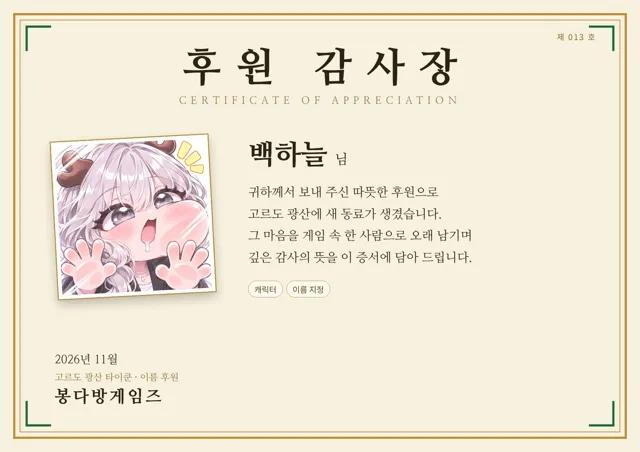 제 013 호
후원 감사장
CERTIFICATE OF APPRECIATION
백하늘 님
귀하께서 보내 주신 따뜻한 후원으로
고르도 광산에 새 동료가 생겼습니다.
그 마음을 게임 속 한 사람으로 오래 남기며
깊은 감사의 뜻을 이 증서에 담아 드립니다.
캐릭터 이름 지정
2026년 11월
고르도 광산 타이쿤 · 이름 후원
봉다방게임즈